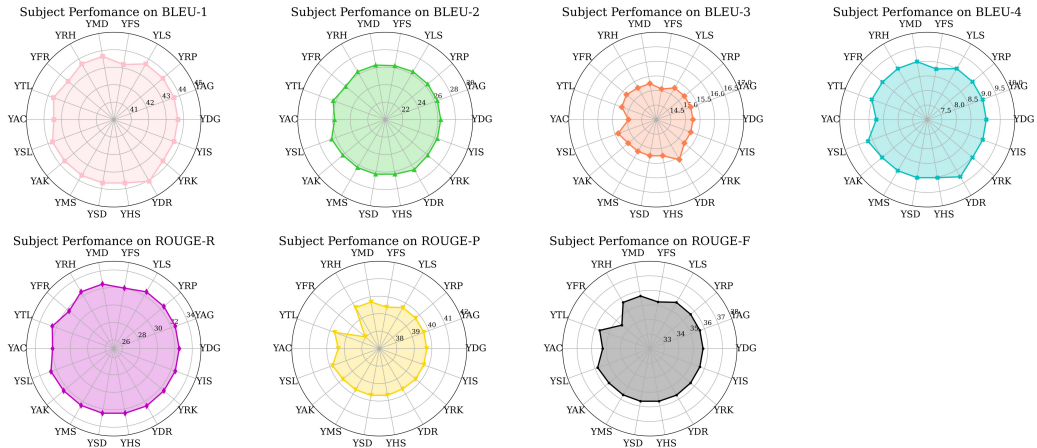 Subject Perfomance on BLEU-1
YDG
YAG
YRP
YLS
YFS
YMD
YRH
YFR
YTL
YAC
YSL
YAK
YMS
YSD
YHS
YDR
YRK
YIS
41
42
43
44
45
Subject Perfomance on BLEU-2
YDG
YAG
YRP
YLS
YFS
YMD
YRH
YFR
YTL
YAC
YSL
YAK
YMS
YSD
YHS
YDR
YRK
YIS
22
24
26
28
30
Subject Perfomance on BLEU-3
YDG
YAG
YRP
YLS
YFS
YMD
YRH
YFR
YTL
YAC
YSL
YAK
YMS
YSD
YHS
YDR
YRK
YIS
14.5
15.0
15.5
16.0
16.5
17.0
Subject Perfomance on BLEU-4
YDG
YAG
YRP
YLS
YFS
YMD
YRH
YFR
YTL
YAC
YSL
YAK
YMS
YSD
YHS
YDR
YRK
YIS
7.5
8.0
8.5
9.0
9.5
10.0
Subject Perfomance on ROUGE-R
YDG
YAG
YRP
YLS
YFS
YMD
YRH
YFR
YTL
YAC
YSL
YAK
YMS
YSD
YHS
YDR
YRK
YIS
26
28
30
32
34
Subject Perfomance on ROUGE-P
YDG
YAG
YRP
YLS
YFS
YMD
YRH
YFR
YTL
YAC
YSL
YAK
YMS
YSD
YHS
YDR
YRK
YIS
38
39
40
41
42
Subject Perfomance on ROUGE-F
YDG
YAG
YRP
YLS
YFS
YMD
YRH
YFR
YTL
YAC
YSL
YAK
YMS
YSD
YHS
YDR
YRK
YIS
33
34
35
36
37
38